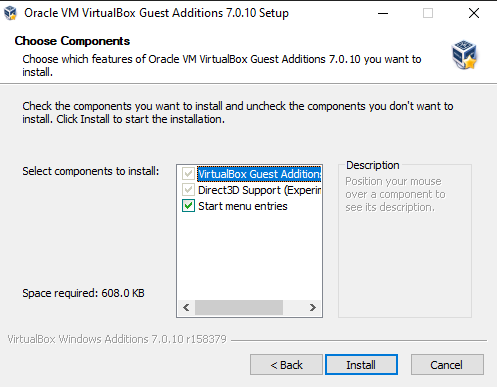 Oracle VM VirtualBox Guest Additions 7.0.10 Setup
Choose Components
Choose which features of Oracle VM VirtualBox Guest Additions 7.0.10 you want to
install.
Check the components you want to install and uncheck the components you don't want to
install. Click Install to start the installation.
Select components to install:
VirtualBox Guest Additions
Direct3D Support (Experin
Start menu entries
Description
Position your mouse
over a component to
see its description.
Space required: 608.0 KB
VirtualBox Windows Additions 7.0.10 r158379
< Back
Install
Cancel